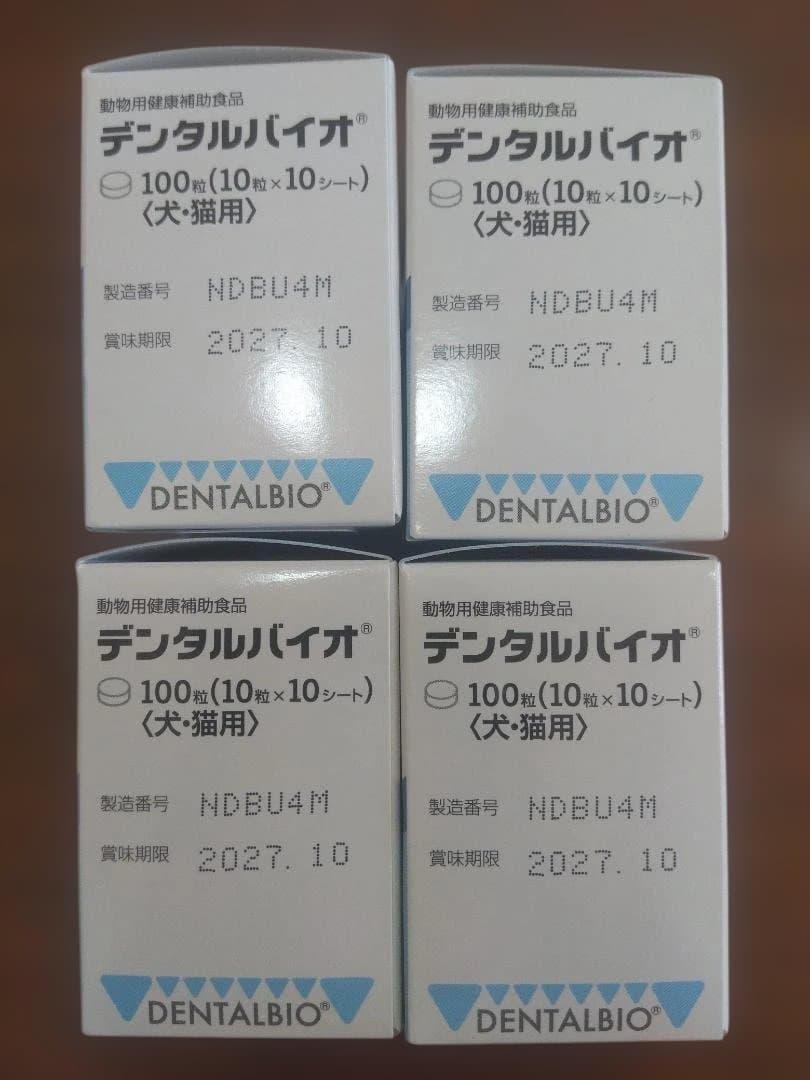 動物用健康補助食品
デンタルバイオ®
100粒(10粒×10シート)
〈犬・猫用〉
製造番号 NDBU4M
賞味期限 2027.10
DENTALBIO®
動物用健康補助食品
デンタルバイオ®
100粒(10粒×10シート)
〈犬・猫用〉
製造番号 NDBU4M
賞味期限 2027.10
DENTALBIO®
動物用健康補助食品
デンタルバイオ®
100粒(10粒×10シート)
〈犬・猫用〉
製造番号 NDBU4M
賞味期限 2027.10
DENTALBIO®
動物用健康補助食品
デンタルバイオ®
100粒(10粒×10シート)
〈犬・猫用〉
製造番号 NDBU4M
賞味期限 2027.10
DENTALBIO®